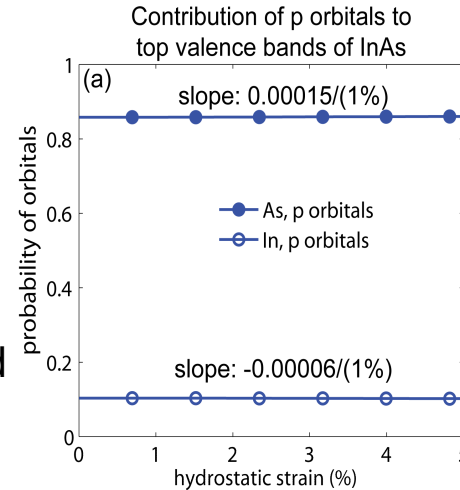 Contribution of p orbitals to
top valence bands of InAs
1
(a)
slope: 0.00015/(1%)
0.8
As, p orbitals
0.6
In, p orbitals
0.4
probability of orbitals
d
0.2
slope: -0.00006/(1%)
0
0 1 2 3 4 5
hydrostatic strain (%)